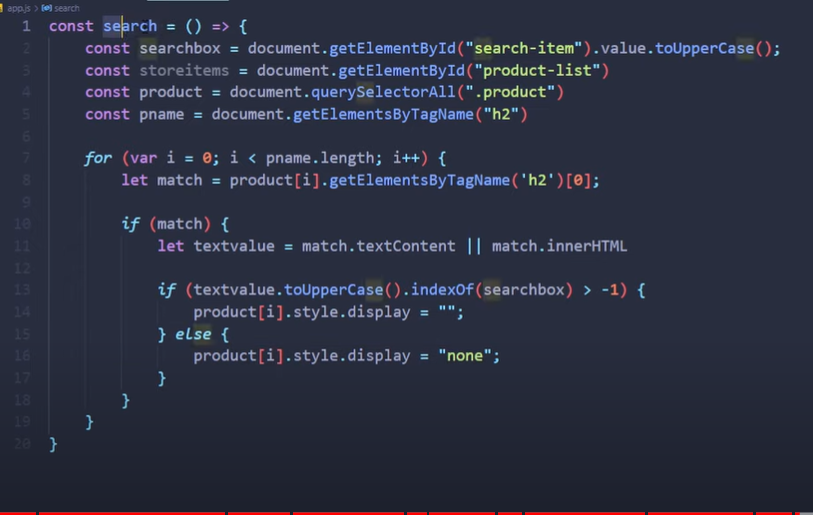 app.js > search
1 const search = () => {
2 const searchbox = document.getElementById("search-item").value.toUpperCase();
3 const storeitems = document.getElementById("product-list")
4 const product = document.querySelectorAll(".product")
5 const pname = document.getElementsByTagName("h2")
6
7 for (var i = 0; i < pname.length; i++) {
8 let match = product[i].getElementsByTagName('h2')[0];
9
10 if (match) {
11 let textvalue = match.textContent || match.innerHTML
12
13 if (textvalue.toUpperCase().indexOf(searchbox) > -1) {
14 product[i].style.display = "";
15 } else {
16 product[i].style.display = "none";
17 }
18 }
19 }
20 }